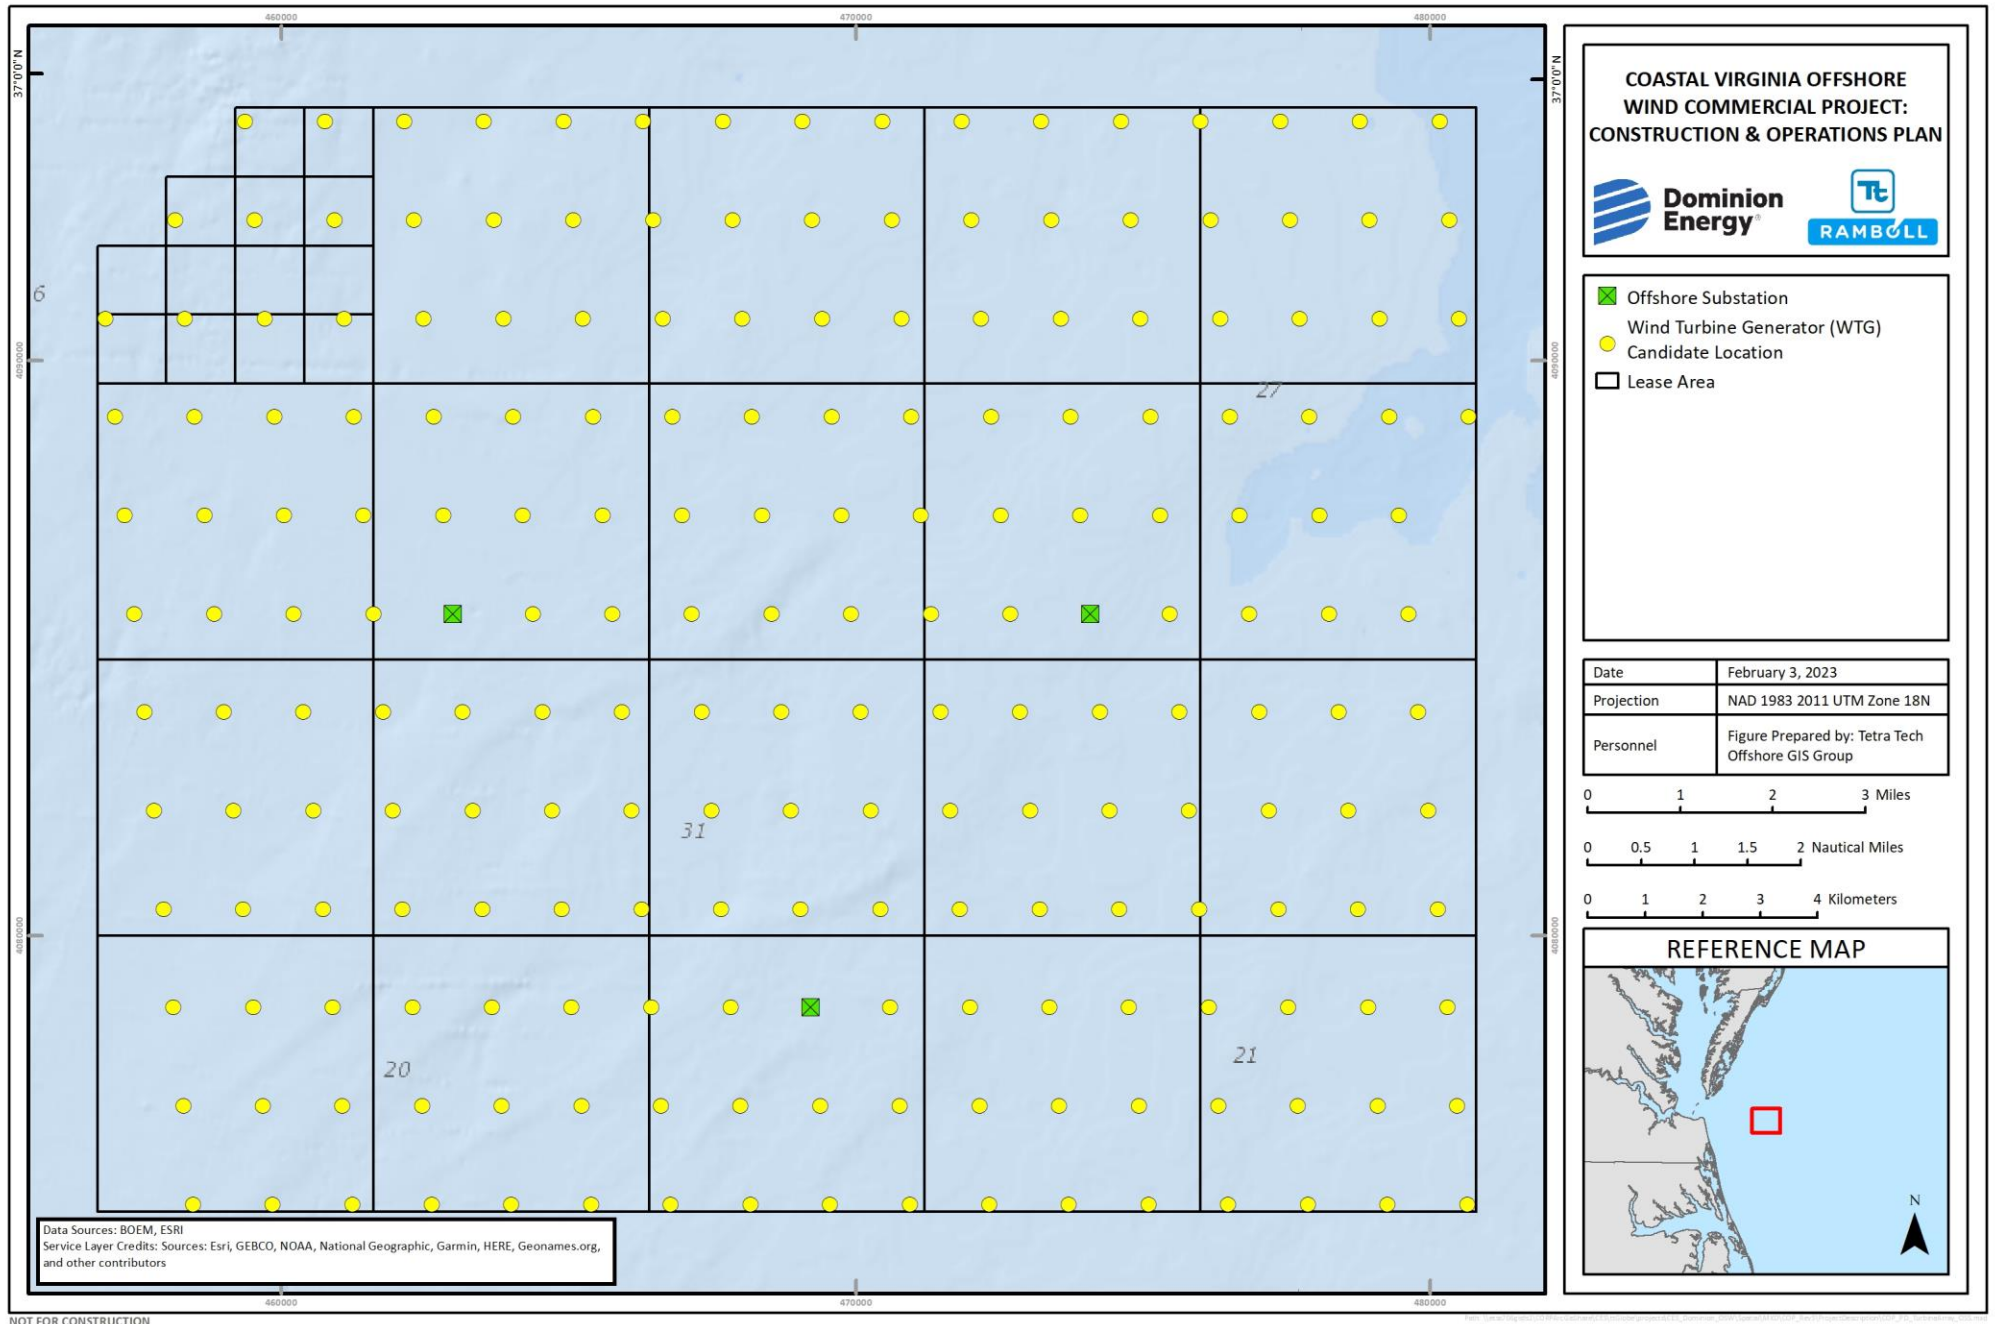 460000
470000
480000
37°0'0"N
37°0'0"N
6
4090000
4090000
27
31
4080000
4080000
20
21
460000
470000
480000
Data Sources: BOEM, ESRI
Service Layer Credits: Sources: Esri, GEBCO, NOAA, National Geographic, Garmin, HERE, Geonames.org,
and other contributors
NOT FOR CONSTRUCTION
COASTAL VIRGINIA OFFSHORE
WIND COMMERCIAL PROJECT:
CONSTRUCTION & OPERATIONS PLAN
Dominion
Energy®
Tt
RAMBOLL
Offshore Substation
Wind Turbine Generator (WTG)
Candidate Location
Lease Area
Date February 3, 2023
Projection NAD 1983 2011 UTM Zone 18N
Personnel Figure Prepared by: Tetra Tech
Offshore GIS Group
0 1 2 3 Miles
0 0.5 1 1.5 2 Nautical Miles
0 1 2 3 4 Kilometers
REFERENCE MAP
N